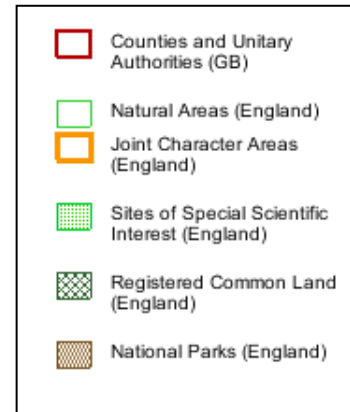 Counties and Unitary
Authorities (GB)
Natural Areas (England)
Joint Character Areas
(England)
Sites of Special Scientific
Interest (England)
Registered Common Land
(England)
National Parks (England)